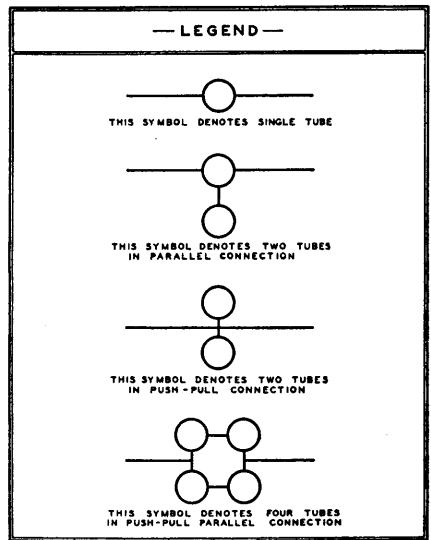 — LEGEND —
THIS SYMBOL DENOTES SINGLE TUBE
THIS SYMBOL DENOTES TWO TUBES
IN PARALLEL CONNECTION
THIS SYMBOL DENOTES TWO TUBES
IN PUSH-PULL CONNECTION
THIS SYMBOL DENOTES FOUR TUBES
IN PUSH-PULL PARALLEL CONNECTION